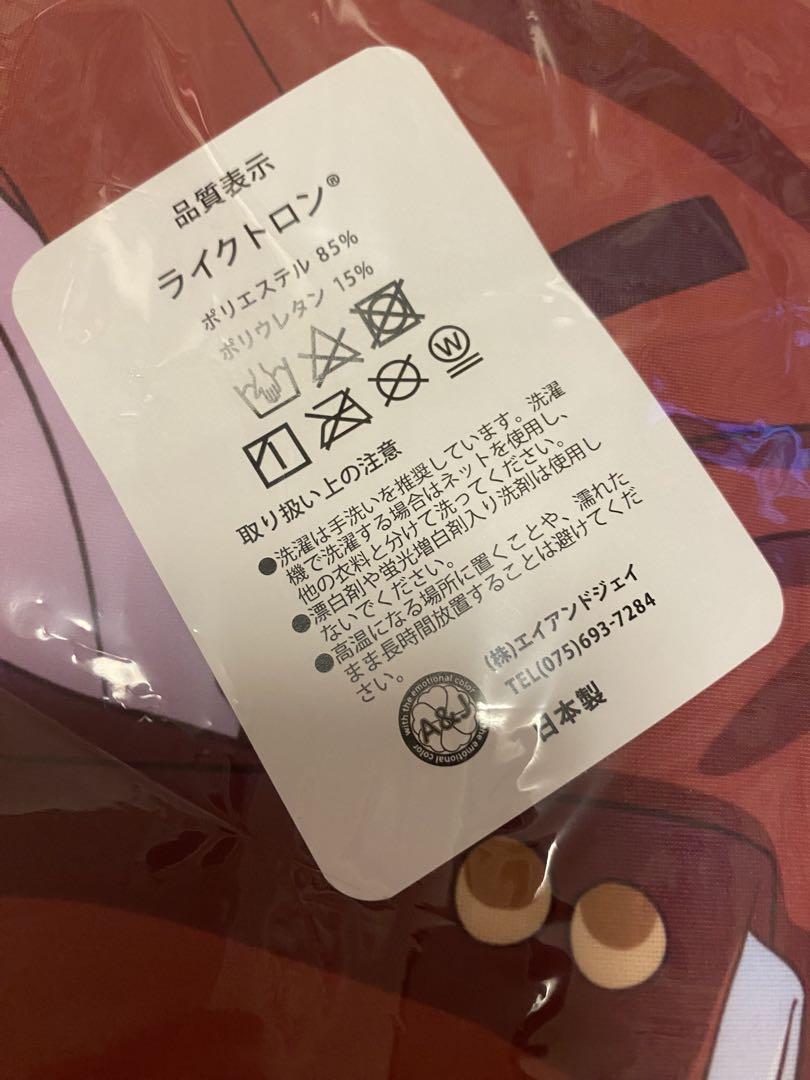 品質表示
ライクトロン®
ポリエステル 85%
ポリウレタン 15%
W
取り扱い上の注意
●洗濯は手洗いを推奨しています。洗濯
機で洗濯する場合はネットを使用し、
他の衣料と分けて洗ってください。
●漂白剤や蛍光増白剤入り洗剤は使用し
ないでください。
●高温になる場所に置くことや、濡れた
まま長時間放置することは避けてくだ
さい。
(株)エイアンドジェイ
TEL(075)693-7284
日本製
with the emotional color
A&J
the emotional color